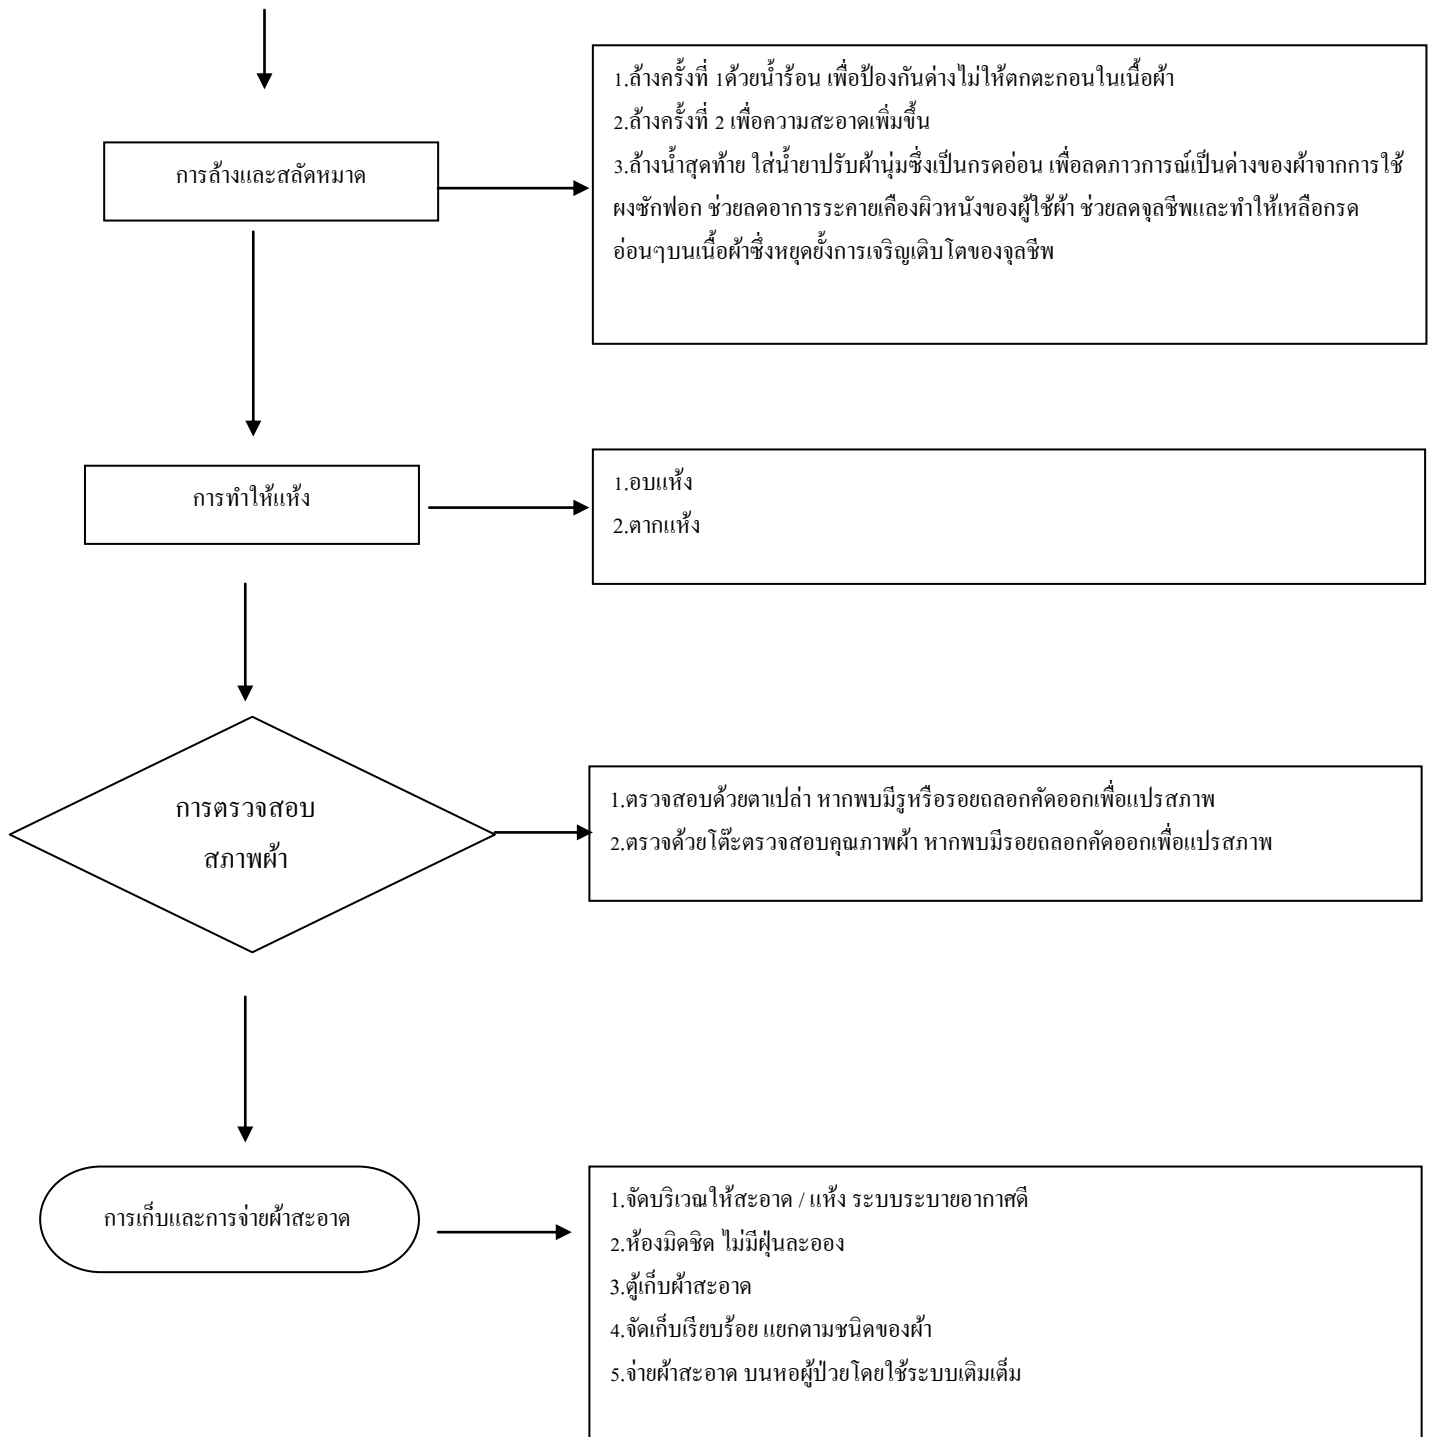 การล้างและสลัดหมาด
1.ล้างครั้งที่ 1ด้วยน้ำร้อน เพื่อป้องกันด่างไม่ให้ตกตะกอนในเนื้อผ้า
2.ล้างครั้งที่ 2 เพื่อความสะอาดเพิ่มขึ้น
3.ล้างน้ำสุดท้าย ใส่น้ำยาปรับผ้านุ่มซึ่งเป็นกรดอ่อน เพื่อลดภาวการณ์เป็นด่างของผ้าจากการใช้
ผงซักฟอก ช่วยลดอาการระคายเคืองผิวหนังของผู้ใช้ผ้า ช่วยลดจุลชีพและทำให้เหลือกรด
อ่อนๆบนเนื้อผ้าซึ่งหยุดยั้งการเจริญเติบโตของจุลชีพ
การทำให้แห้ง
1.อบแห้ง
2.ตากแห้ง
การตรวจสอบ
สภาพผ้า
1.ตรวจสอบด้วยตาเปล่า หากพบมีรูหรือรอยถลอกคัดออกเพื่อแปรสภาพ
2.ตรวจด้วยโต๊ะตรวจสอบคุณภาพผ้า หากพบมีรอยถลอกคัดออกเพื่อแปรสภาพ
การเก็บและการจ่ายผ้าสะอาด
1.จัดบริเวณให้สะอาด / แห้ง ระบบระบายอากาศดี
2.ห้องมิดชิด ไม่มีฝุ่นละออง
3.ตู้เก็บผ้าสะอาด
4.จัดเก็บเรียบร้อย แยกตามชนิดของผ้า
5.จ่ายผ้าสะอาด บนหอผู้ป่วยโดยใช้ระบบเติมเต็ม